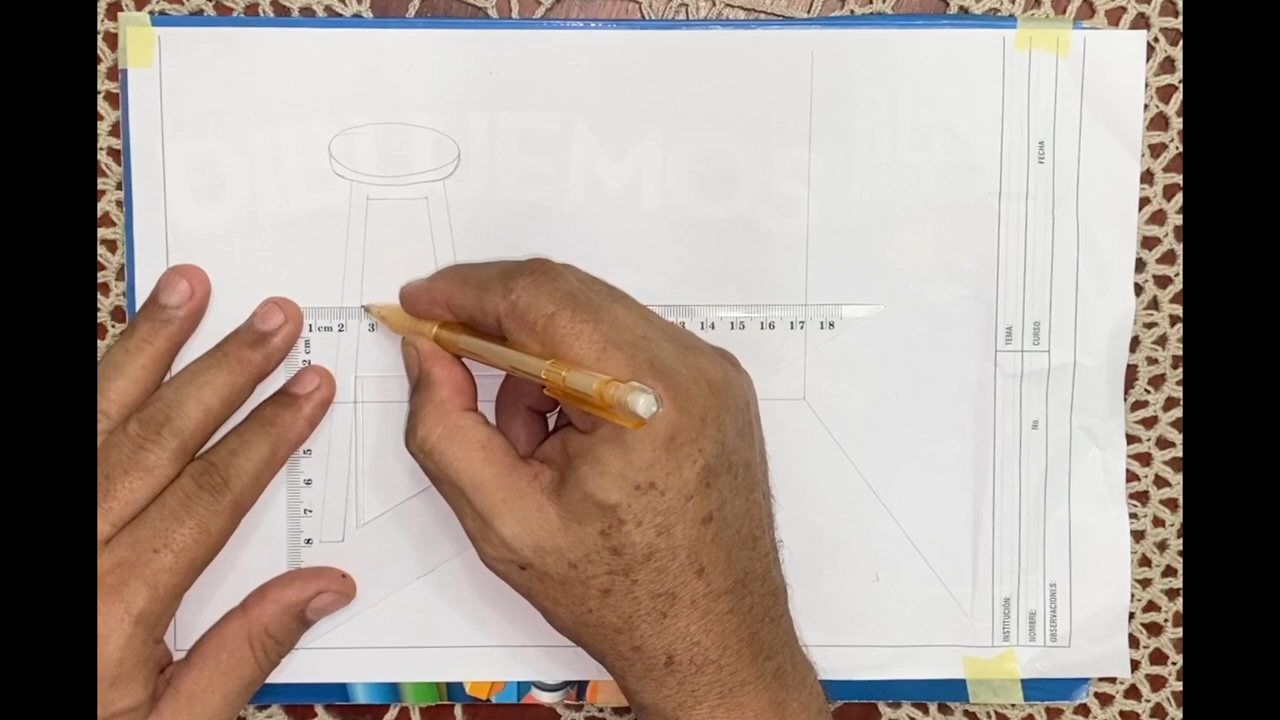 FECHA
TEMA:
CURSO:
No.
INSTITUCIÓN:
NOMBRE:
OBSERVACIONES:
1 cm 2 3 13 14 15 16 17 18
cm
2
5
6
7
8